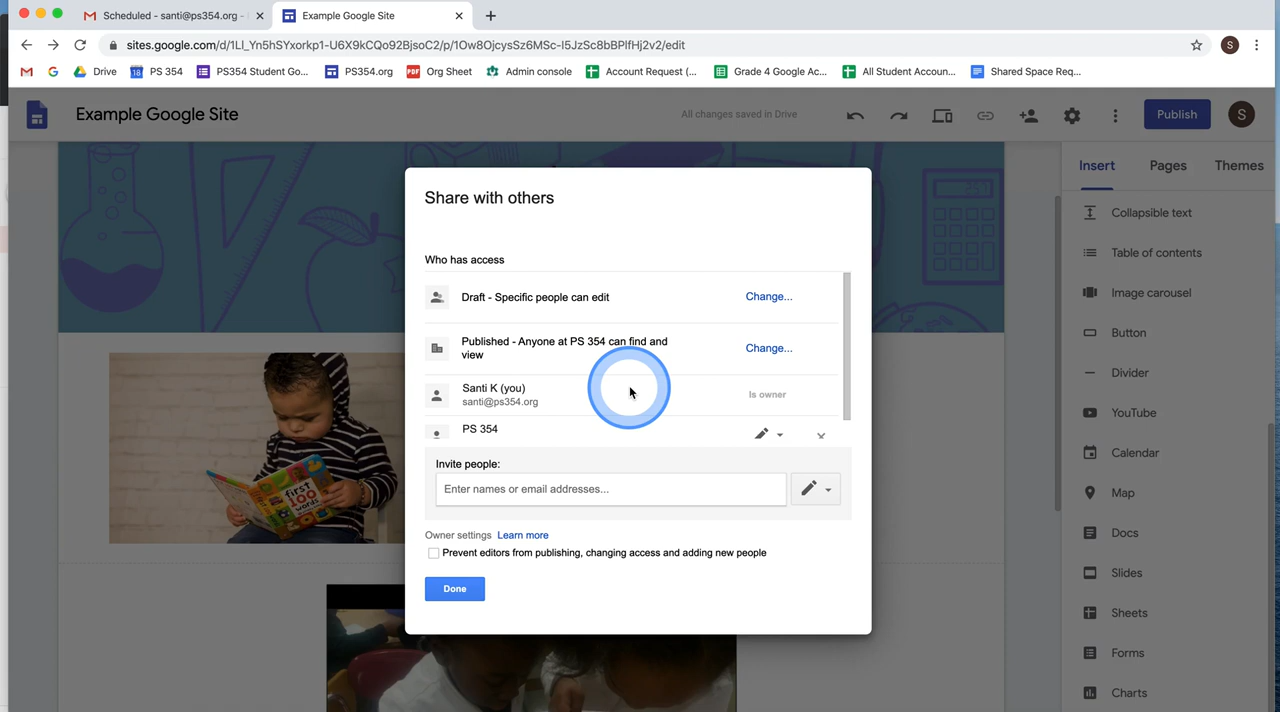 Scheduled - santi@ps354.org -
Example Google Site
sites.google.com/d/1Ll_Yn5hSYxorkp1-U6X9kCQo92BjsoC2/p/1Ow8OjcysSz6MSc-I5JzSc8bBPlfHj2v2/edit
S
Drive
18
PS 354
PS354 Student Go...
PS354.org
PDF
Org Sheet
Admin console
Account Request (...
Grade 4 Google Ac...
All Student Accoun...
Shared Space Req...
Example Google Site
All changes saved in Drive
Publish
S
Insert
Pages
Themes
Collapsible text
Table of contents
Image carousel
Button
Divider
YouTube
Calendar
Map
Docs
Slides
Sheets
Forms
Charts
Share with others
Who has access
Draft - Specific people can edit
Change...
Published - Anyone at PS 354 can find and
view
Change...
Santi K (you)
santi@ps354.org
Is owner
PS 354
Invite people:
Enter names or email addresses...
Owner settings Learn more
Prevent editors from publishing, changing access and adding new people
Done
first
100
words